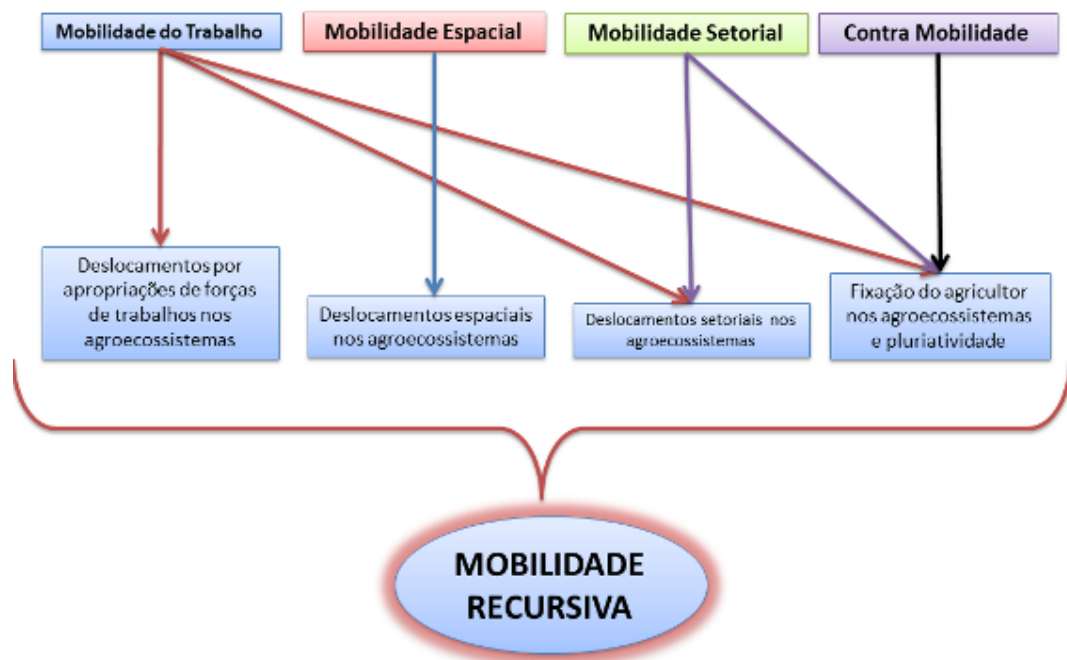 Mobilidade do Trabalho
Mobilidade Espacial
Mobilidade Setorial
Contra Mobilidade
Deslocamentos por
apropriações de forças
de trabalhos nos
agroecossistemas
Deslocamentos espaciais
nos agroecossistemas
Deslocamentos setoriais nos
agroecossistemas
Fixação do agricultor
nos agroecossistemas
e pluriatividade
MOBILIDADE
RECURSIVA